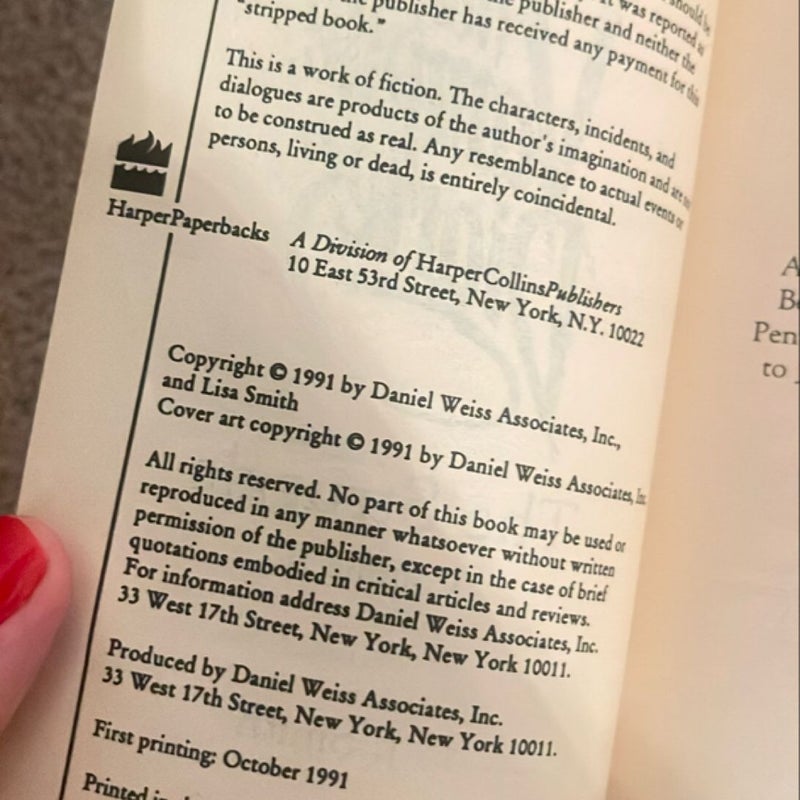 publisher and neither the
was reported
publisher has received any payment for this
"stripped book."
This is a work of fiction. The characters, incidents, and
dialogues are products of the author's imagination and are
to be construed as real. Any resemblance to actual events or
persons, living or dead, is entirely coincidental.
HarperPaperbacks
A Division of HarperCollinsPublishers
10 East 53rd Street, New York, N.Y. 10022
Copyright © 1991 by Daniel Weiss Associates, Inc.,
and Lisa Smith
Cover art copyright © 1991 by Daniel Weiss Associates, Inc.
All rights reserved. No part of this book may be used or
reproduced in any manner whatsoever without written
permission of the publisher, except in the case of brief
quotations embodied in critical articles and reviews.
For information address Daniel Weiss Associates, Inc.
33 West 17th Street, New York, New York 10011.
Produced by Daniel Weiss Associates, Inc.
33 West 17th Street, New York, New York 10011.
First printing: October 1991
Printed in
Pen
to